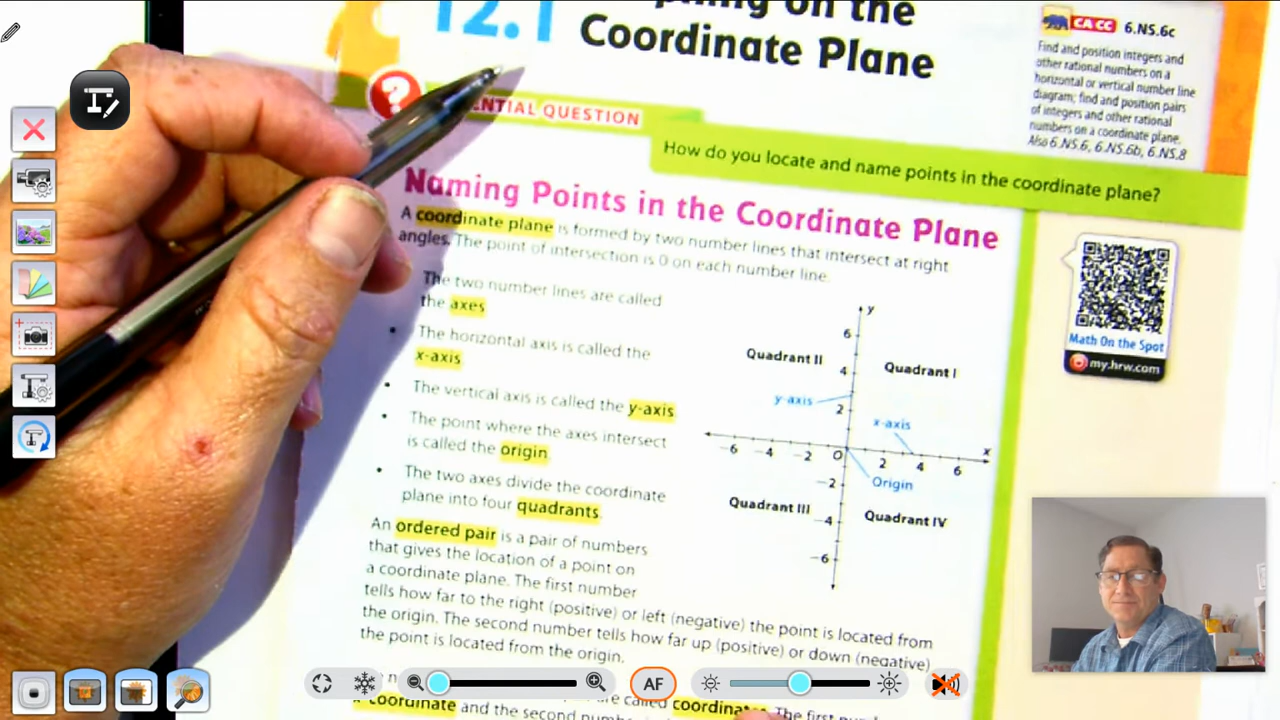 12.1
on the
Coordinate Plane
CA CC 6.NS.6c
Find and position integers and
other rational numbers on a
horizontal or vertical number line
diagram; find and position pairs
of integers and other rational
numbers on a coordinate plane.
Also 6.NS.6, 6.NS.6b, 6.NS.8
?
ENTIAL QUESTION
How do you locate and name points in the coordinate plane?
Naming Points in the Coordinate Plane
A coordinate plane is formed by two number lines that intersect at right
angles. The point of intersection is 0 on each number line.
The two number lines are called
the axes
• The horizontal axis is called the
x-axis
• The vertical axis is called the y-axis
• The point where the axes intersect
is called the origin
• The two axes divide the coordinate
plane into four quadrants
y
6
4
2
Quadrant II
Quadrant I
y-axis
x-axis
x
−6 −4 −2 O 2 4 6
Origin
−2
−4
−6
Quadrant III
Quadrant IV
Math On the Spot
my.hrw.com
An ordered pair is a pair of numbers
that gives the location of a point on
a coordinate plane. The first number
tells how far to the right (positive) or left (negative) the point is located from
the origin. The second number tells how far up (positive) or down (negative)
the point is located from the origin.
are called coordinates. The first
x-coordinate and the second
AF